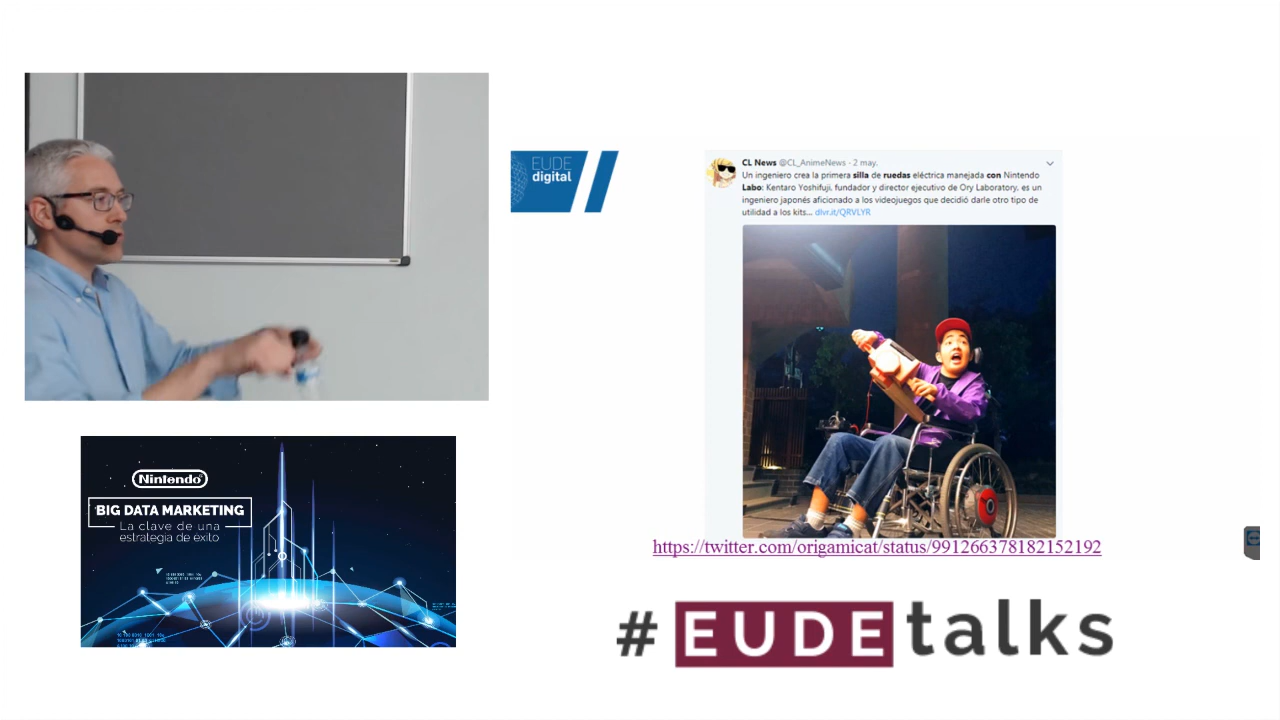 EUDE
digital
CL News @CL_AnimeNews · 2 may.
Un ingeniero crea la primera silla de ruedas eléctrica manejada con Nintendo
Labo: Kentaro Yoshifuji, fundador y director ejecutivo de Ory Laboratory, es un
ingeniero japonés aficionado a los videojuegos que decidió darle otro tipo de
utilidad a los kits... dlvr.it/QRVLYR
https://twitter.com/origamicat/status/991266378182152192
Nintendo
BIG DATA MARKETING
La clave de una
estrategia de éxito
# EUDE talks